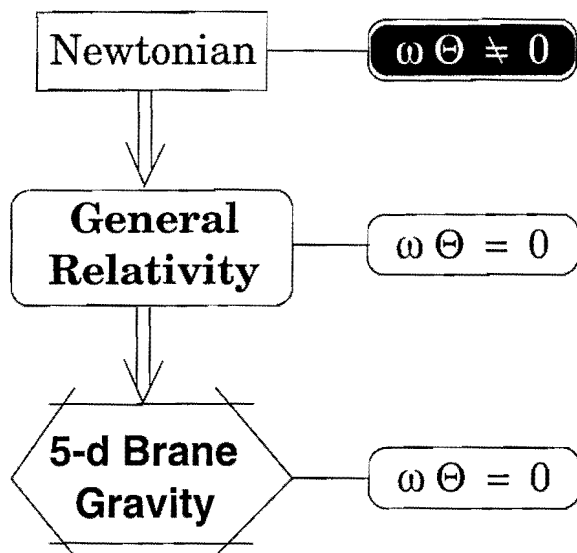 Newtonian
ω Θ ≠ 0
General
Relativity
ω Θ = 0
5-d Brane
Gravity
ω Θ = 0